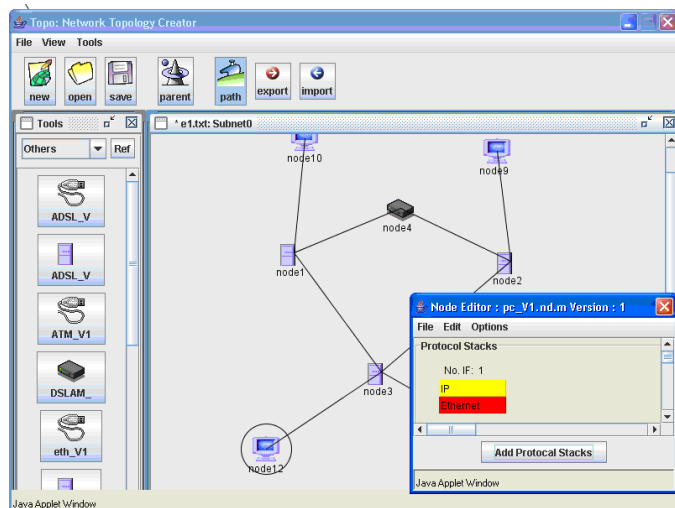 Topo: Network Topology Creator
File View Tools
new open save parent path export import
Tools
* e1.txt: Subnet0
Others Ref
ADSL_V
ADSL_V
ATM_V1
DSLAM_
eth_V1
node10
node9
node4
node1
node2
node3
node12
Node Editor : pc_V1.nd.m Version : 1
File Edit Options
Protocol Stacks
No. IF: 1
IP
Ethernet
Add Protocal Stacks
Java Applet Window
Java Applet Window